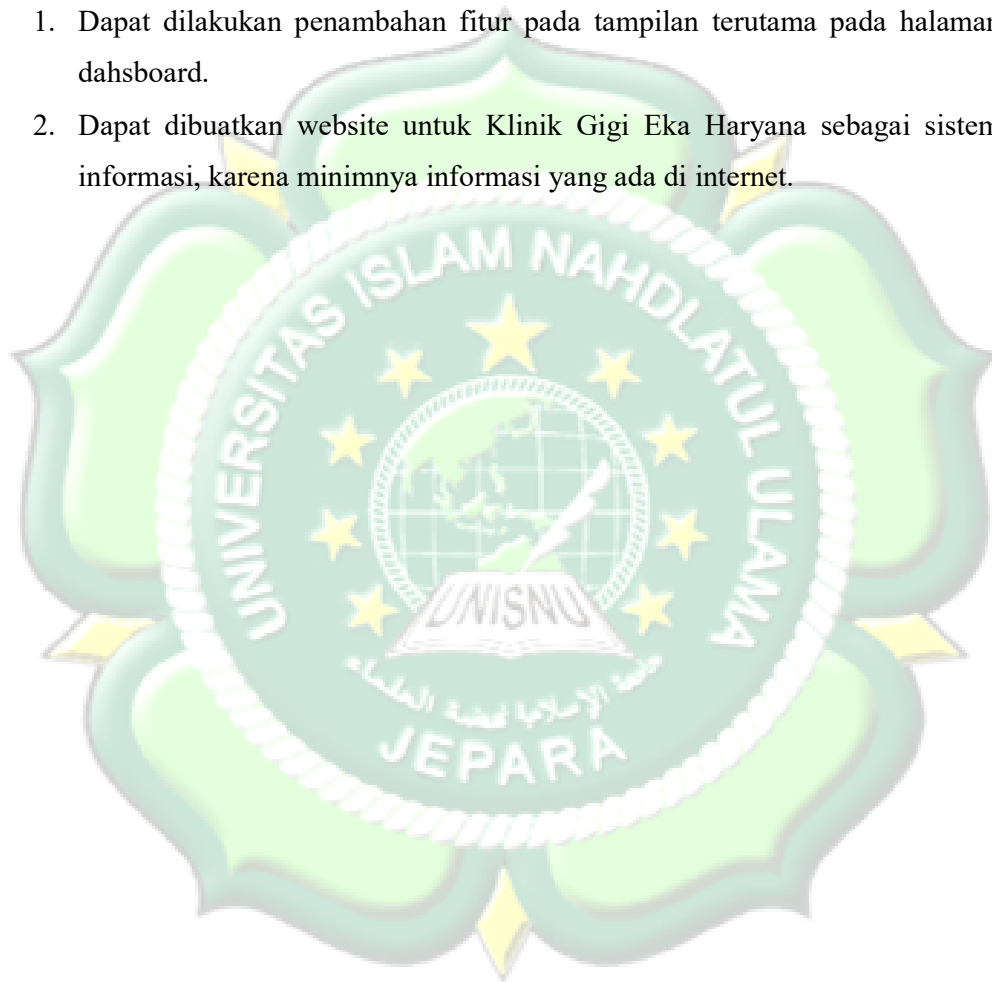 1. Dapat dilakukan penambahan fitur pada tampilan terutama pada halaman
dahsboard.
2. Dapat dibuatkan website untuk Klinik Gigi Eka Haryana sebagai sistem
informasi, karena minimnya informasi yang ada di internet.
UNIVERSITAS ISLAM NAHDLATUL ULAMA
UNISNU
JEPARA